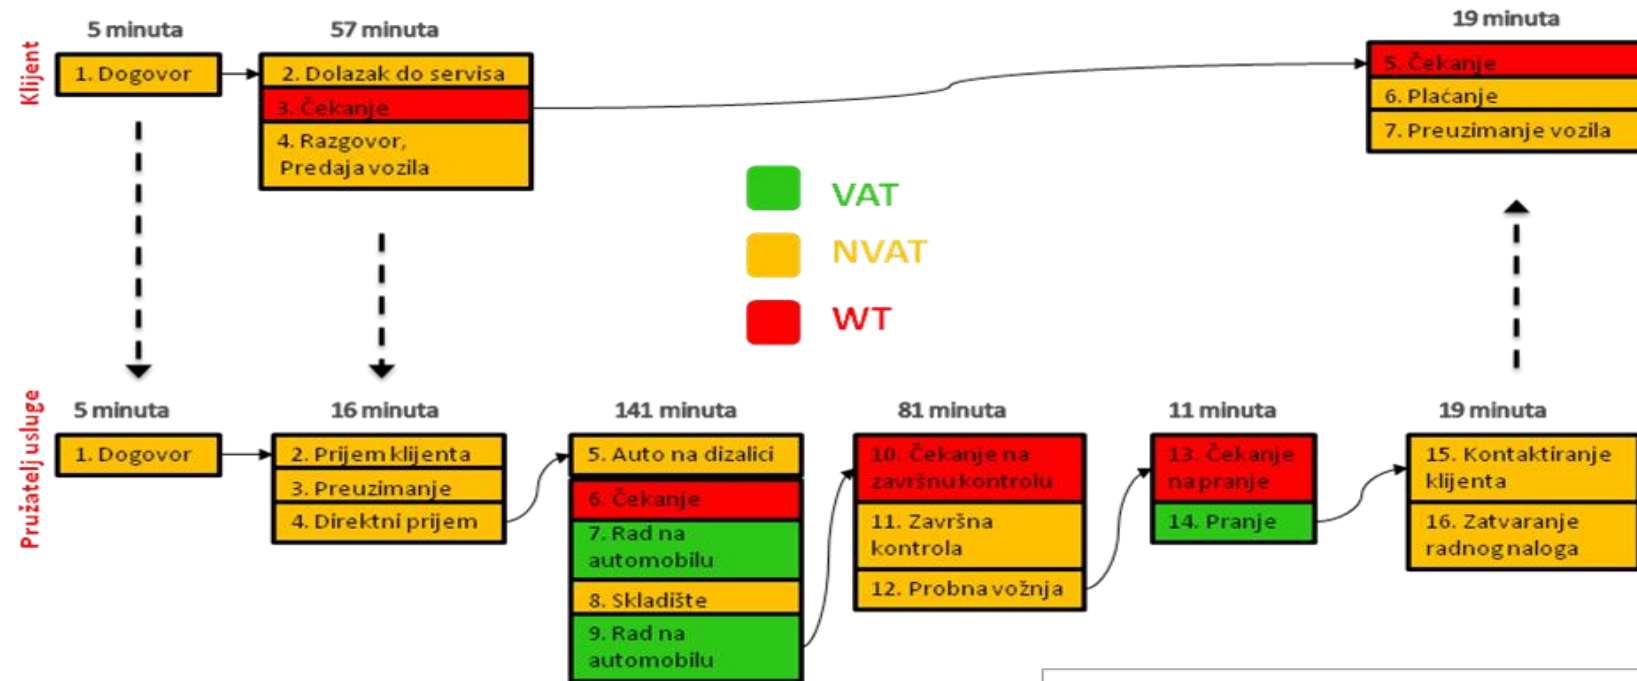 Klijent
5 minuta
1. Dogovor
57 minuta
2. Dolazak do servisa
3. Čekanje
4. Razgovor,
Predaja vozila
19 minuta
5. Čekanje
6. Plaćanje
7. Preuzimanje vozila
VAT
NVAT
WT
Pružatelj usluge
5 minuta
1. Dogovor
16 minuta
2. Prijem klijenta
3. Preuzimanje
4. Direktni prijem
141 minuta
5. Auto na dizalici
6. Čekanje
7. Rad na
automobilu
8. Skladište
9. Rad na
automobilu
81 minuta
10. Čekanje na
završnu kontrolu
11. Završna
kontrola
12. Probna vožnja
11 minuta
13. Čekanje
na pranje
14. Pranje
19 minuta
15. Kontaktiranje
klijenta
16. Zatvaranje
radnog naloga